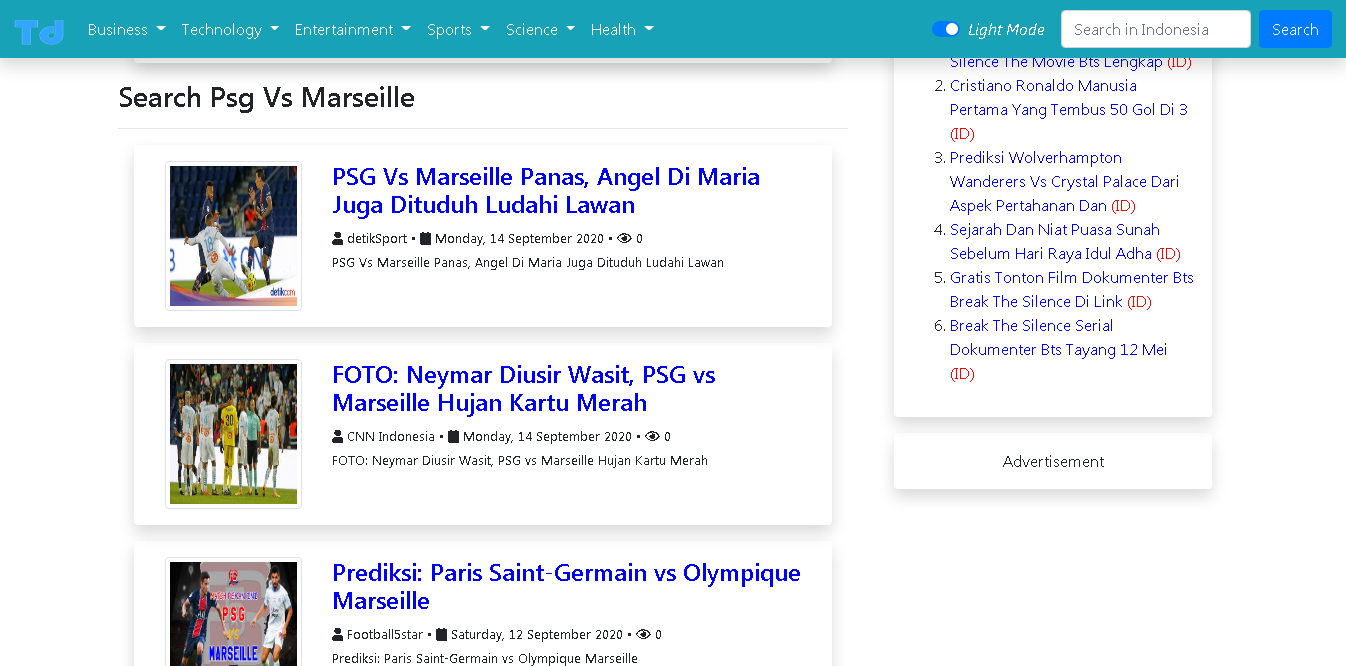 Td
Business
Technology
Entertainment
Sports
Science
Health
Light Mode
Search in Indonesia
Search
Search Psg Vs Marseille
PSG Vs Marseille Panas, Angel Di Maria
Juga Dituduh Ludahi Lawan
detikSport • Monday, 14 September 2020 • 0
PSG Vs Marseille Panas, Angel Di Maria Juga Dituduh Ludahi Lawan
detikcom
FOTO: Neymar Diusir Wasit, PSG vs
Marseille Hujan Kartu Merah
CNN Indonesia • Monday, 14 September 2020 • 0
FOTO: Neymar Diusir Wasit, PSG vs Marseille Hujan Kartu Merah
30
Prediksi: Paris Saint-Germain vs Olympique
Marseille
Football5star • Saturday, 12 September 2020 • 0
Prediksi: Paris Saint-Germain vs Olympique Marseille
PSG
VS
MARSEILLE
Silence The Movie Bts Lengkap (ID)
2. Cristiano Ronaldo Manusia
Pertama Yang Tembus 50 Gol Di 3
(ID)
3. Prediksi Wolverhampton
Wanderers Vs Crystal Palace Dari
Aspek Pertahanan Dan (ID)
4. Sejarah Dan Niat Puasa Sunah
Sebelum Hari Raya Idul Adha (ID)
5. Gratis Tonton Film Dokumenter Bts
Break The Silence Di Link (ID)
6. Break The Silence Serial
Dokumenter Bts Tayang 12 Mei
(ID)
Advertisement